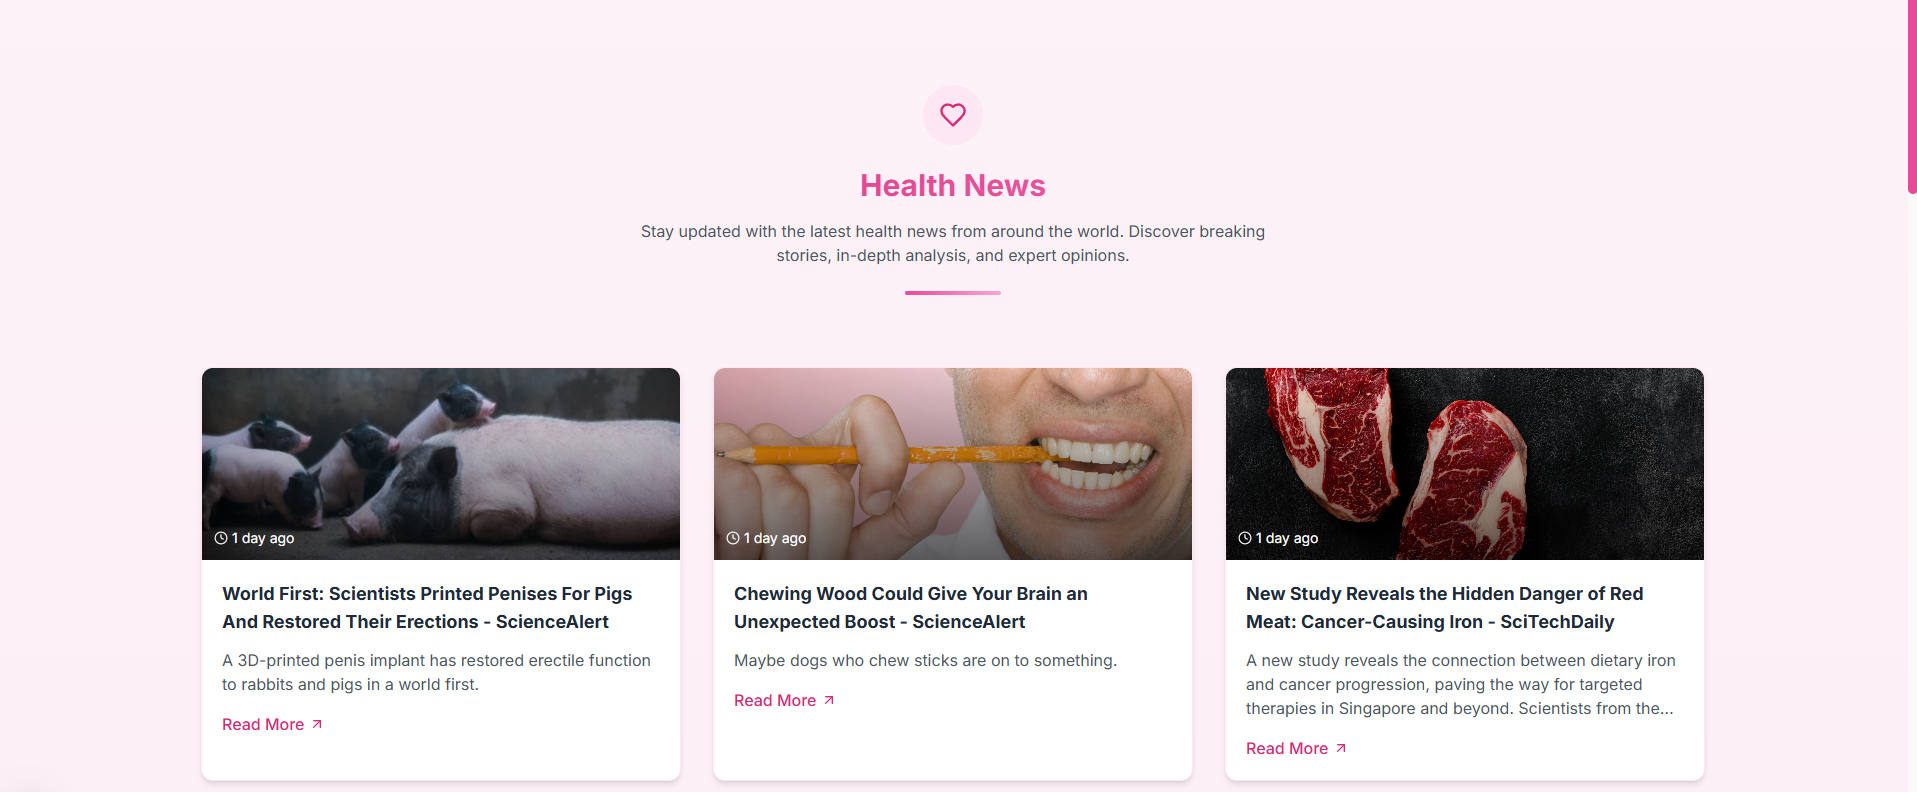 Health News
Stay updated with the latest health news from around the world. Discover breaking
stories, in-depth analysis, and expert opinions.
1 day ago
World First: Scientists Printed Penises For Pigs
And Restored Their Erections - ScienceAlert
A 3D-printed penis implant has restored erectile function
to rabbits and pigs in a world first.
Read More
1 day ago
Chewing Wood Could Give Your Brain an
Unexpected Boost - ScienceAlert
Maybe dogs who chew sticks are on to something.
Read More
1 day ago
New Study Reveals the Hidden Danger of Red
Meat: Cancer-Causing Iron - SciTechDaily
A new study reveals the connection between dietary iron
and cancer progression, paving the way for targeted
therapies in Singapore and beyond. Scientists from the...
Read More